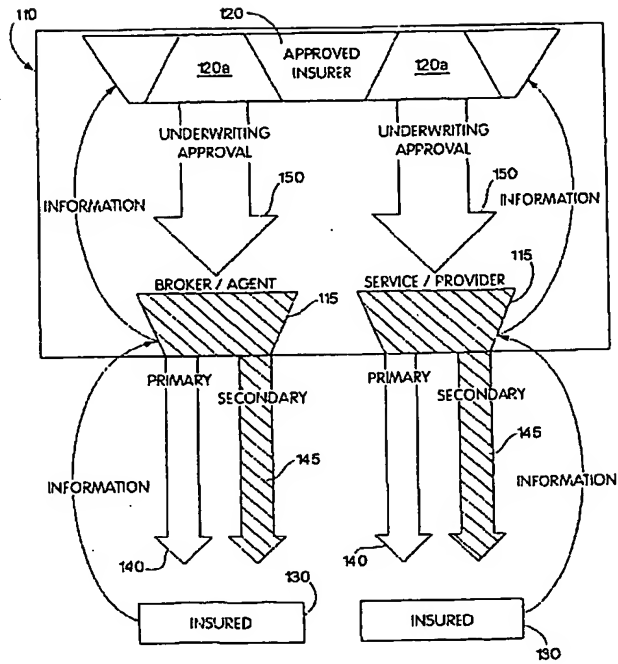 110
120
120a
APPROVED
INSURER
120a
UNDERWRITING
APPROVAL
UNDERWRITING
APPROVAL
150
150
INFORMATION
INFORMATION
BROKER / AGENT
SERVICE / PROVIDER
115
115
PRIMARY
SECONDARY
PRIMARY
SECONDARY
145
145
INFORMATION
INFORMATION
140
140
130
INSURED
INSURED
130